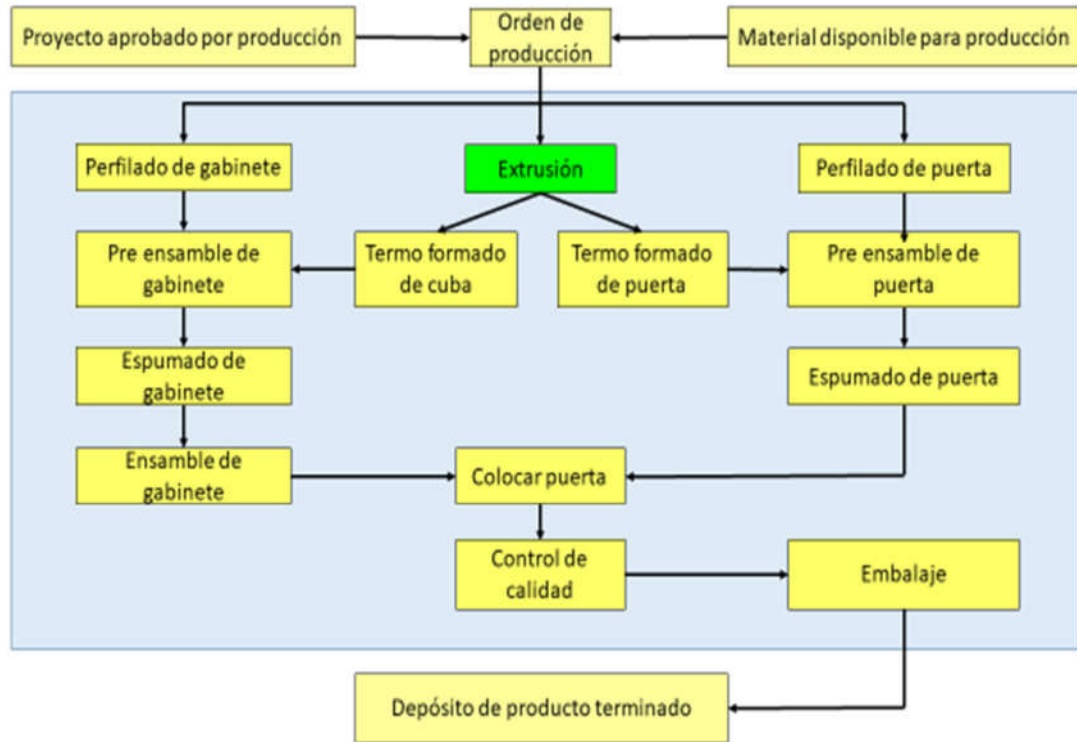 Proyecto aprobado por producción
Orden de
producción
Material disponible para producción
Perfilado de gabinete
Extrusión
Perfilado de puerta
Pre ensamble de
gabinete
Termo formado
de cuba
Termo formado
de puerta
Pre ensamble de
puerta
Espumado de
gabinete
Espumado de puerta
Ensamble de
gabinete
Colocar puerta
Control de
calidad
Embalaje
Depósito de producto terminado